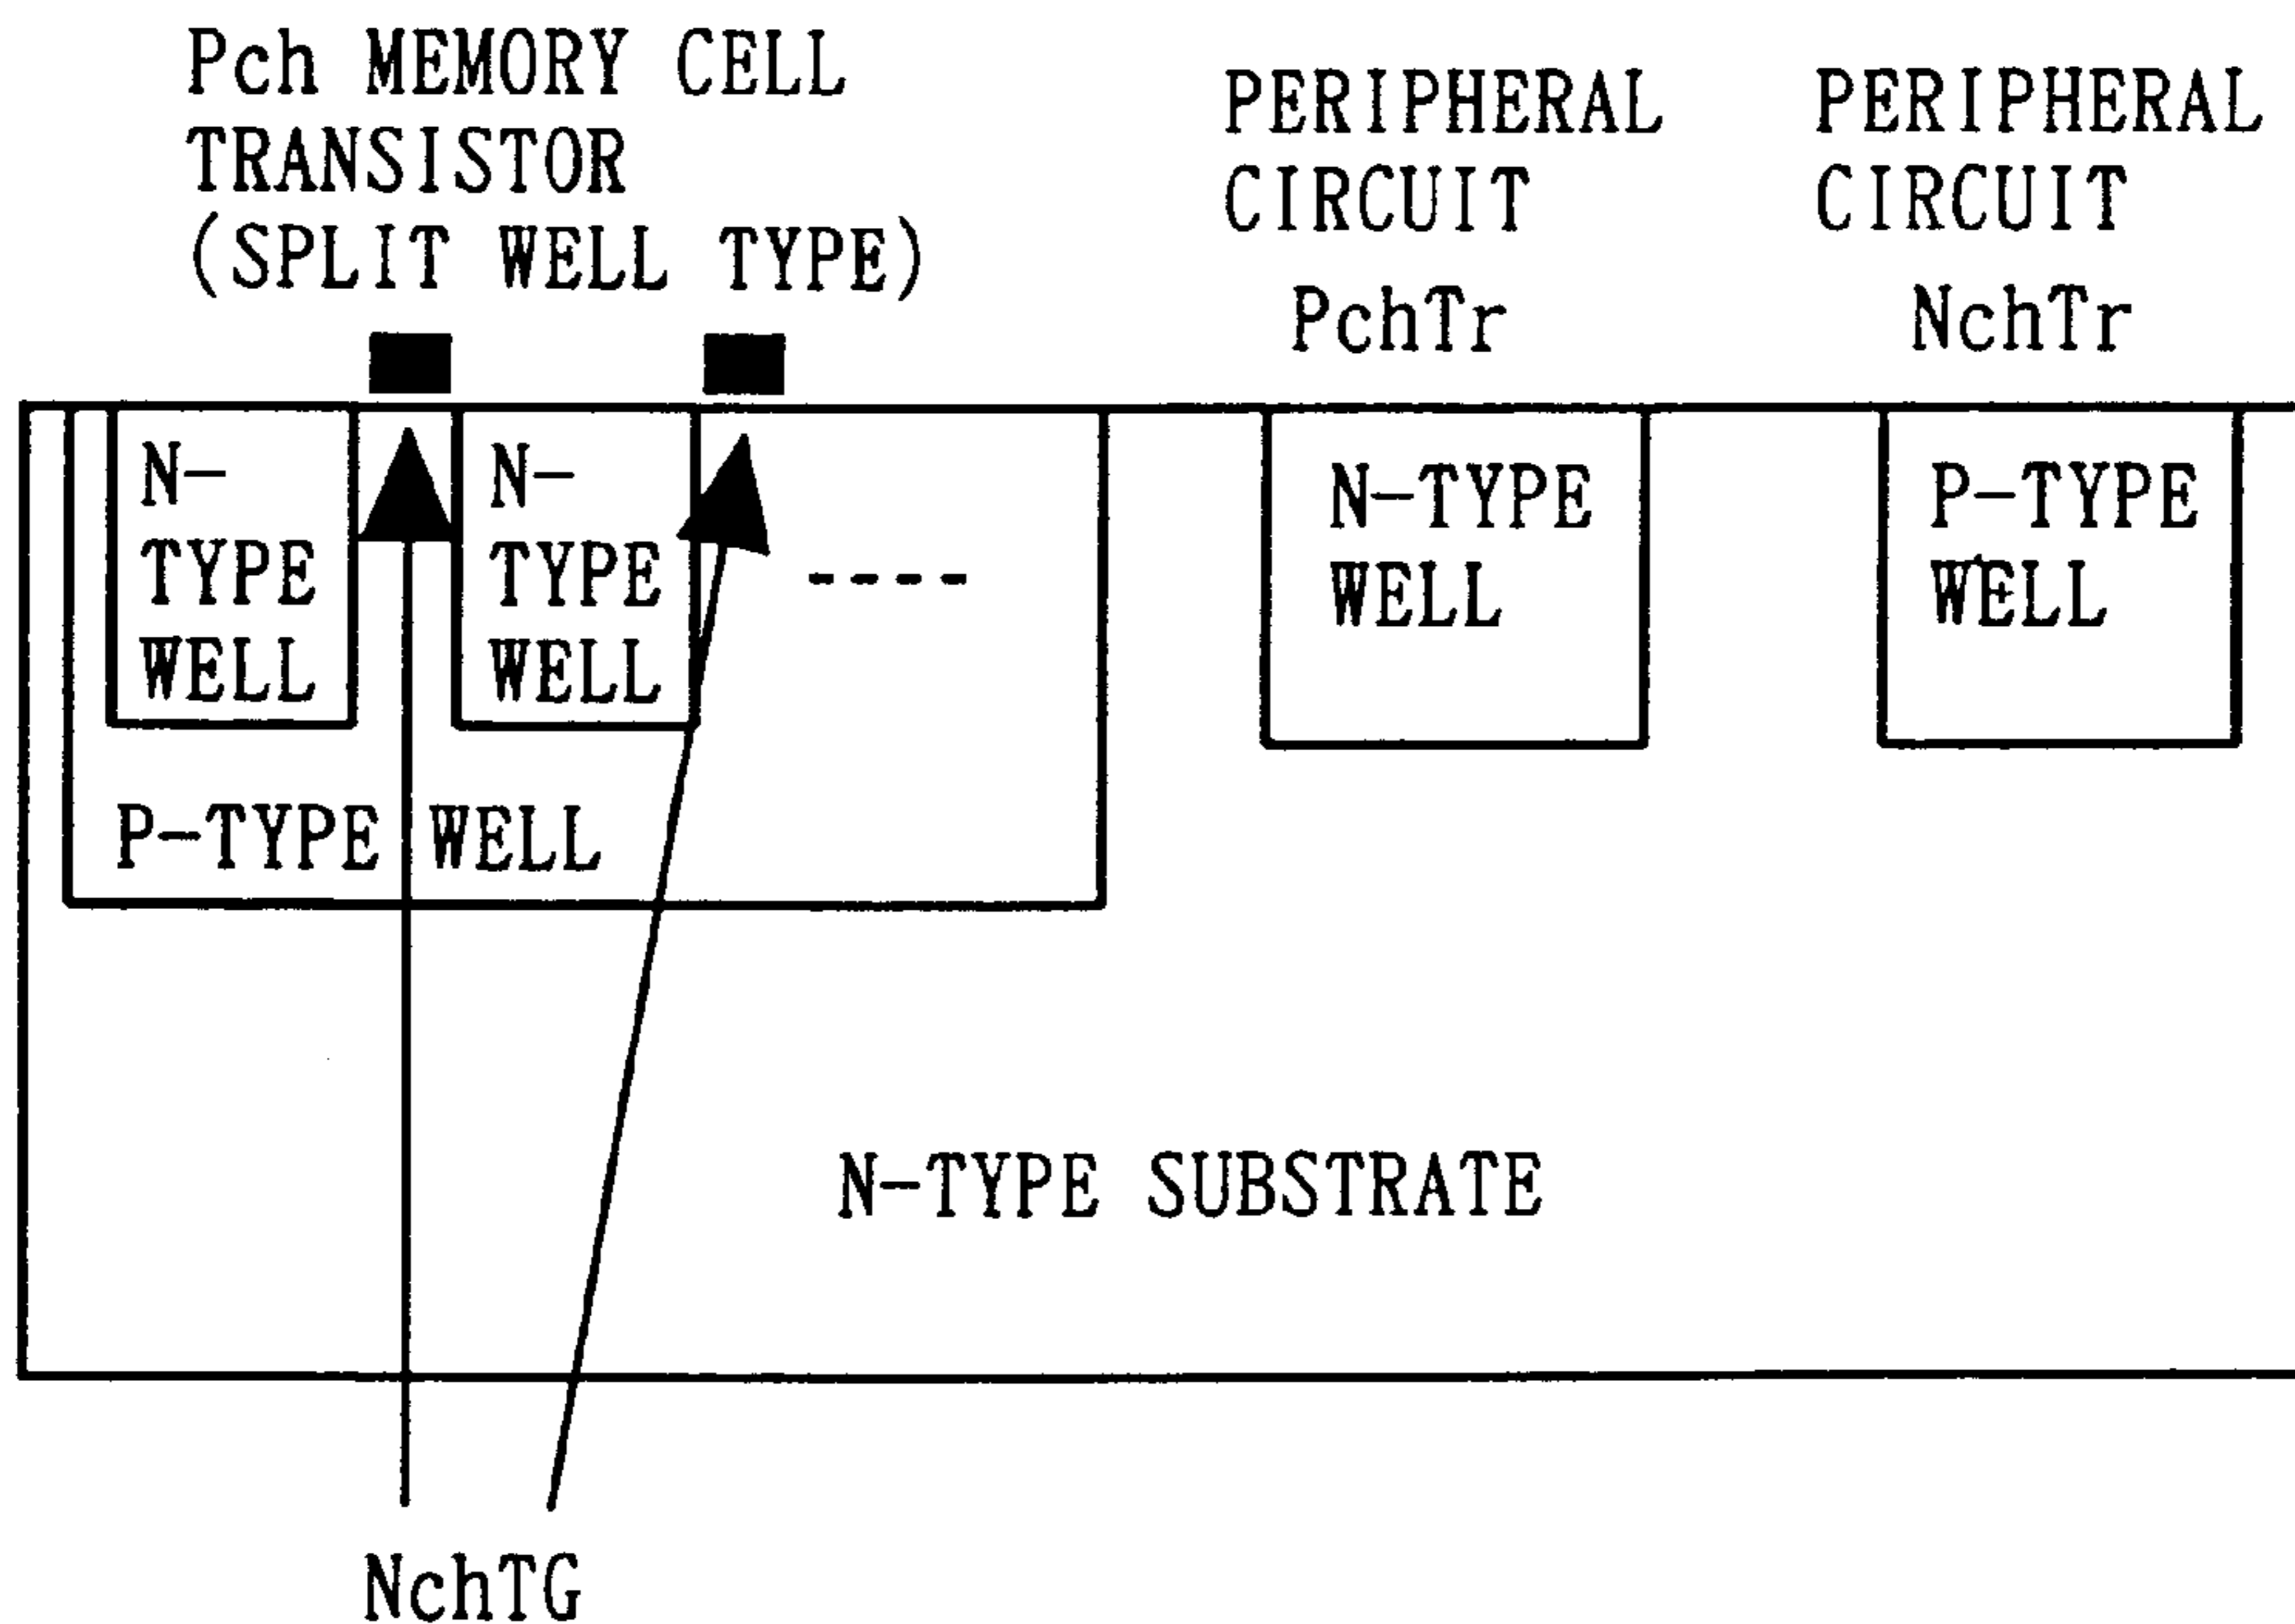 Pch MEMORY CELL
TRANSISTOR
(SPLIT WELL TYPE)
PERIPHERAL
CIRCUIT
PchTr
PERIPHERAL
CIRCUIT
NchTr
N-
TYPE
WELL
N-
TYPE
WELL
----
N-TYPE
WELL
P-TYPE
WELL
P-TYPE WELL
N-TYPE SUBSTRATE
NchTG